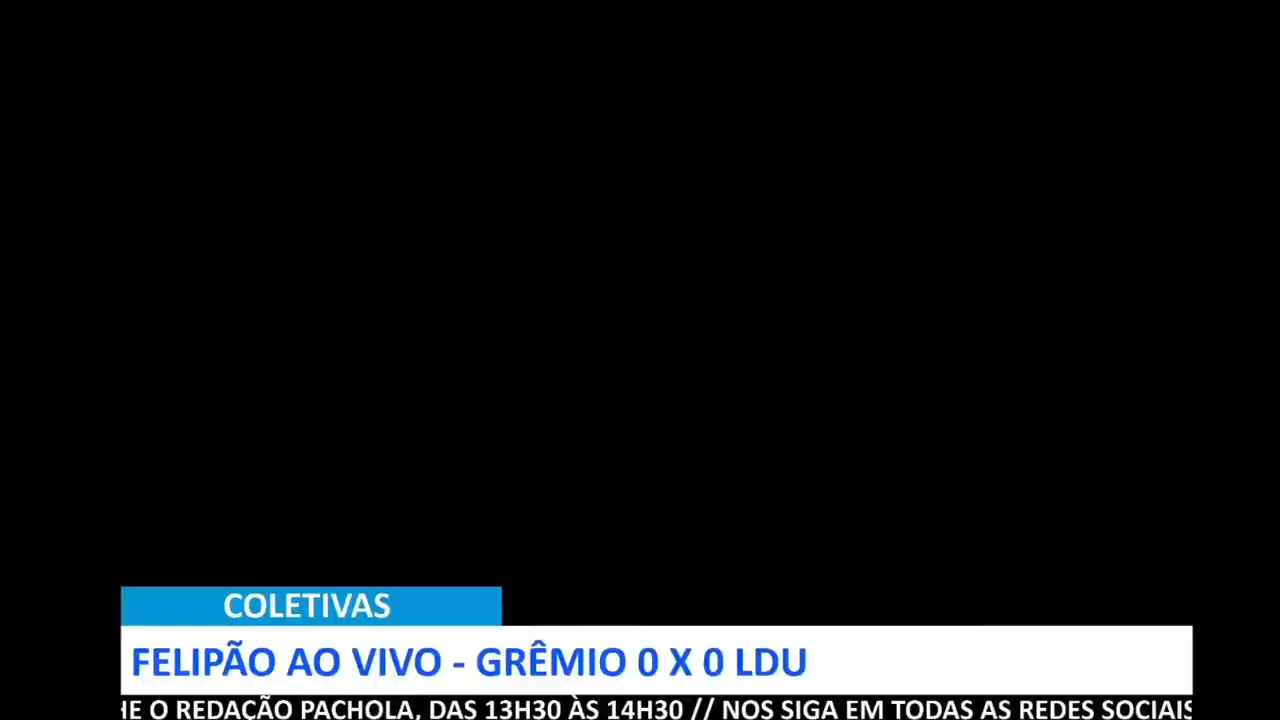 COLETIVAS
FELIPÃO AO VIVO - GRÊMIO 0 X 0 LDU
O REDAÇÃO PACHOLA, DAS 13H30 ÀS 14H30 // NOS SIGA EM TODAS AS REDES SOCIAIS